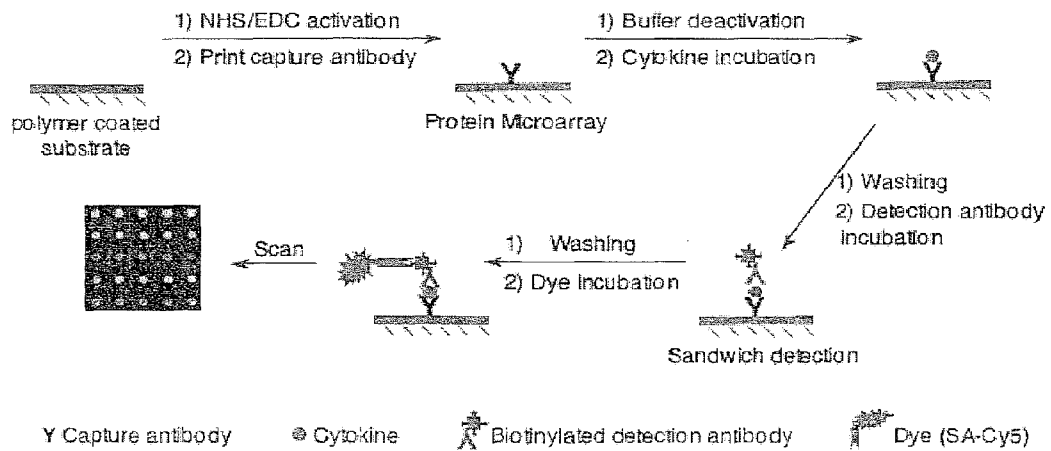 1) NHS/EDC activation
2) Print capture antibody
1) Buffer deactivation
2) Cytokine incubation
polymer coated
substrate
Protein Microarray
1) Washing
2) Detection antibody
incubation
Scan
1) Washing
2) Dye Incubation
Sandwich detection
Y Capture antibody
Cytokine
Biotinylated detection antibody
Dye (SA-Cy5)